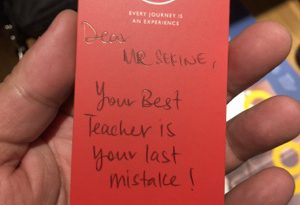 EVERY JOURNEY IS
AN EXPERIENCE
Dear
MR SEKINE,
Your Best
Teacher is
your last
mistake!